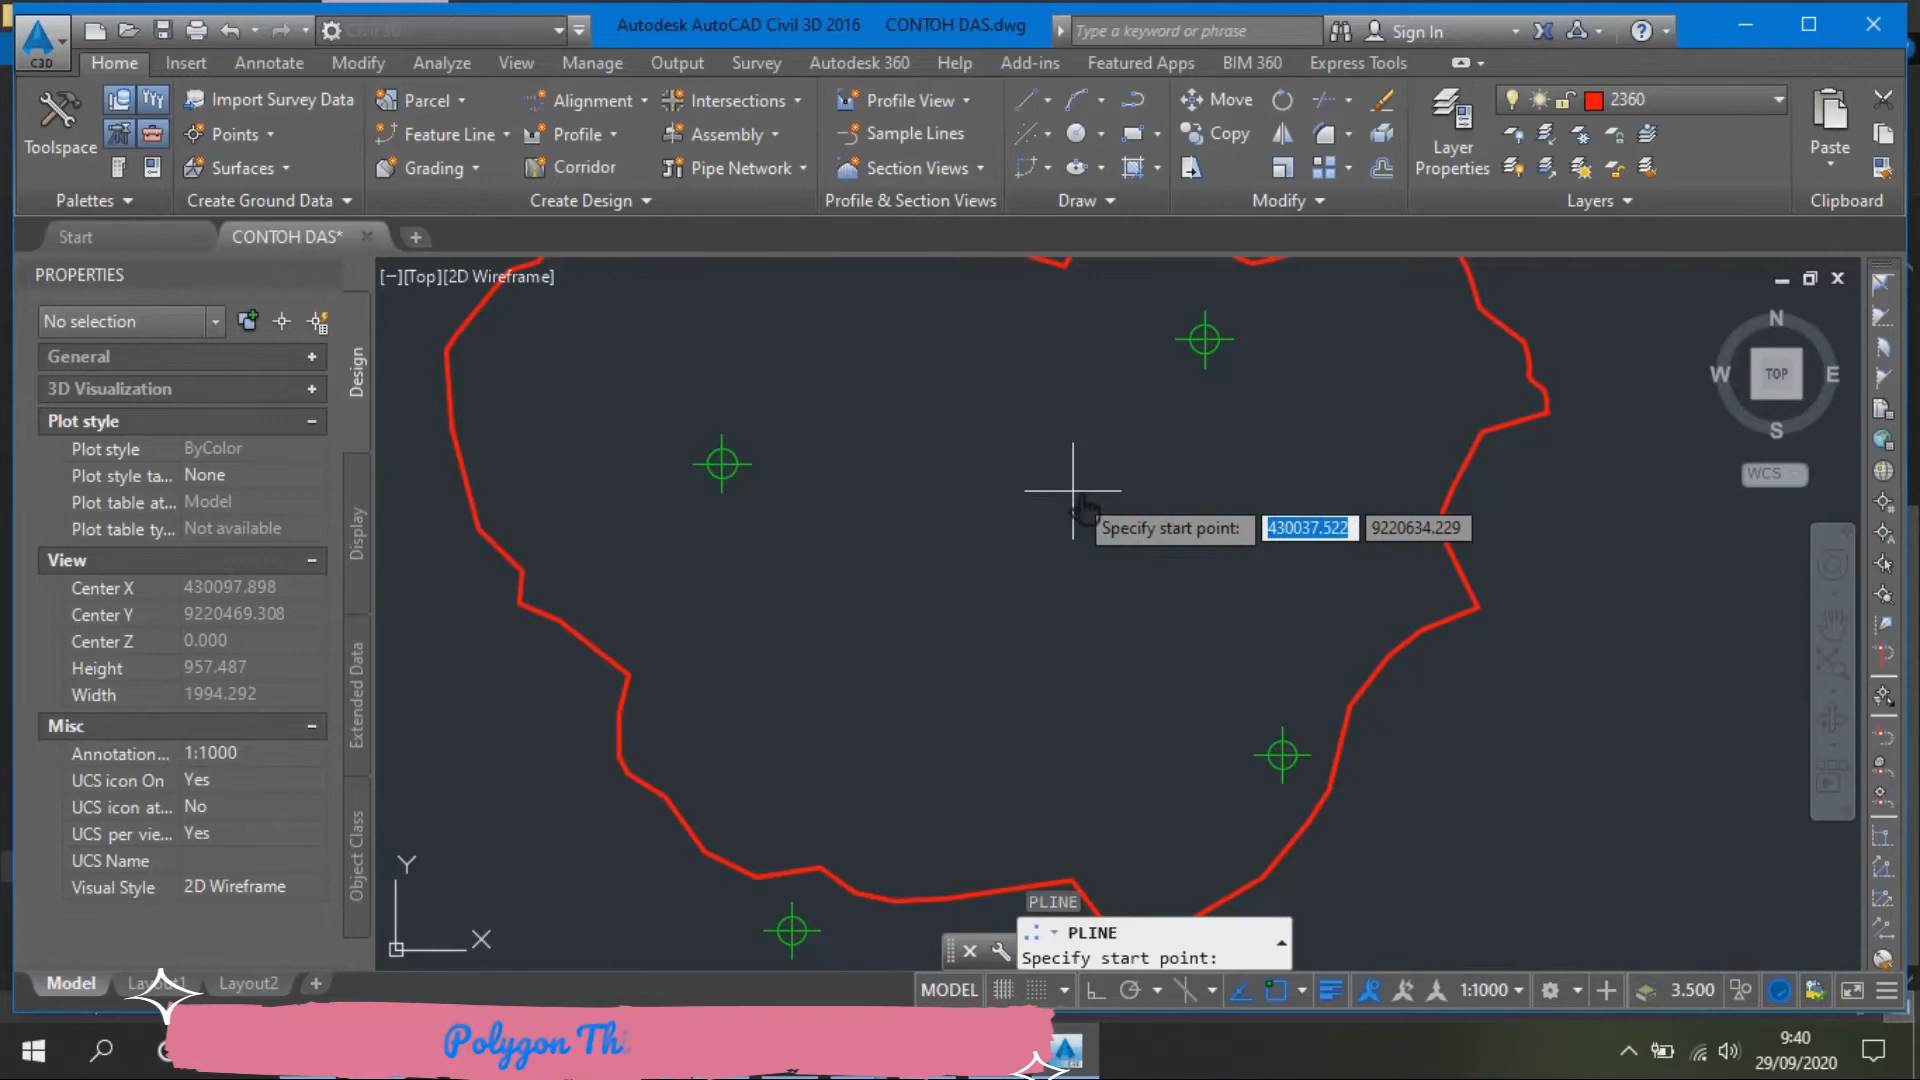 Autodesk AutoCAD Civil 3D 2016 CONTOH DAS.dwg
Type a keyword or phrase
Sign In
C3D
Civil 3D
Home Insert Annotate Modify Analyze View Manage Output Survey Autodesk 360 Help Add-ins Featured Apps BIM 360 Express Tools
Toolspace
Palettes
Import Survey Data
Points
Surfaces
Create Ground Data
Parcel
Feature Line
Grading
Alignment
Profile
Corridor
Intersections
Assembly
Pipe Network
Create Design
Profile View
Sample Lines
Section Views
Profile & Section Views
Draw
Move
Copy
Modify
Layer
Properties
2360
Layers
Paste
Clipboard
Start
CONTOH DAS*
PROPERTIES
No selection
General
3D Visualization
Plot style
Plot style ByColor
Plot style ta... None
Plot table at... Model
Plot table ty... Not available
View
Center X 430097.898
Center Y 9220469.308
Center Z 0.000
Height 957.487
Width 1994.292
Misc
Annotation... 1:1000
UCS icon On Yes
UCS icon at... No
UCS per vie... Yes
UCS Name
Visual Style 2D Wireframe
Design
Display
Extended Data
Object Class
[−][Top][2D Wireframe]
N
W TOP E
S
WCS
Specify start point: 430037.522 9220634.229
Y
X
PLINE
PLINE
Specify start point:
Model Layout1 Layout2
MODEL 1:1000 3.500
Polygon Thi
9:40
29/09/2020